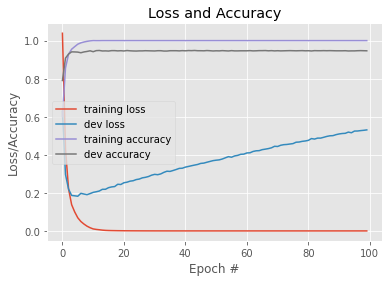 Loss and Accuracy
1.0
0.8
0.6
0.4
0.2
0.0
Loss/Accuracy
training loss
dev loss
training accuracy
dev accuracy
0 20 40 60 80 100
Epoch #